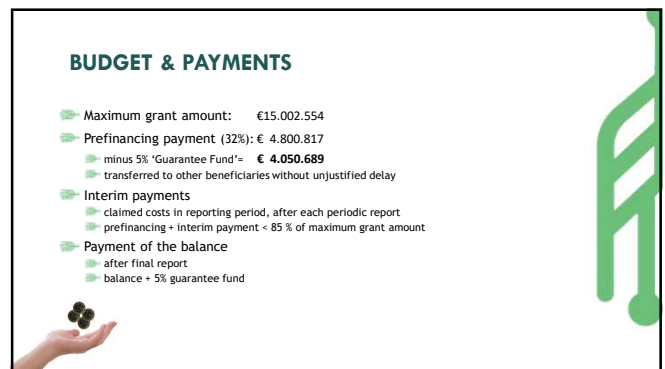 BUDGET & PAYMENTS
Maximum grant amount: €15.002.554
Prefinancing payment (32%): € 4.800.817
minus 5% ‘Guarantee Fund’= € 4.050.689
transferred to other beneficiaries without unjustified delay
Interim payments
claimed costs in reporting period, after each periodic report
prefinancing + interim payment < 85 % of maximum grant amount
Payment of the balance
after final report
balance + 5% guarantee fund